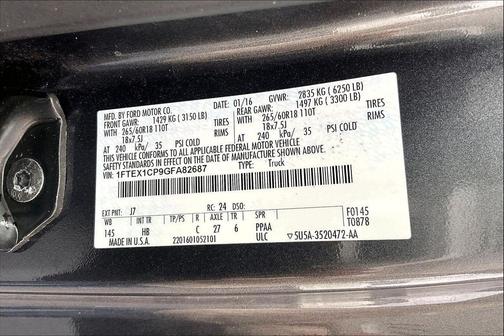 MFD. BY FORD MOTOR CO.
DATE: 01/16 GVWR: 2835 KG ( 6250 LB)
FRONT GAWR: 1429 KG ( 3150 LB) REAR GAWR: 1497 KG ( 3300 LB)
265/60R18 110T TIRES 265/60R18 110T TIRES
18x7.5J RIMS 18x7.5J RIMS
AT 240 kPa/ 35 PSI COLD AT 240 kPa/ 35 PSI COLD
THIS VEHICLE CONFORMS TO ALL APPLICABLE FEDERAL MOTOR VEHICLE
SAFETY STANDARDS IN EFFECT ON THE DATE OF MANUFACTURE SHOWN ABOVE.
VIN: 1FTEX1CP9GFA82687
TYPE: Truck
EXT PNT: J7 RC: 24 DSO:
WB INT TR TP/PS R AXLE TR SPR F0145
145 HB C 27 6 PPAA T0878
MADE IN U.S.A. 2201601052101 ULC 5U5A-3520472-AA